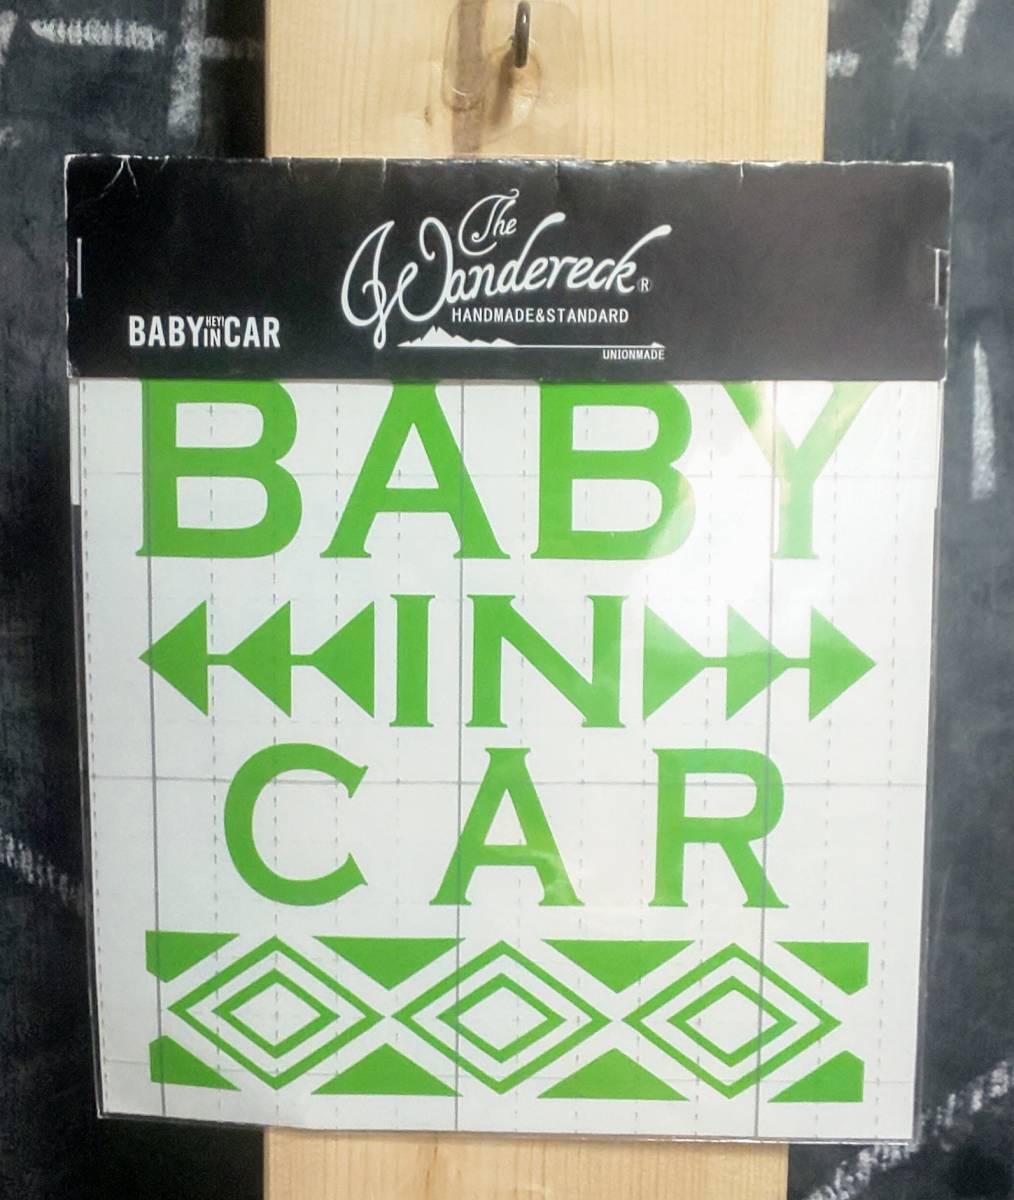 The
Wandereck®
HANDMADE&STANDARD
UNIONMADE
BABY HEY! IN CAR
BABY
IN
CAR